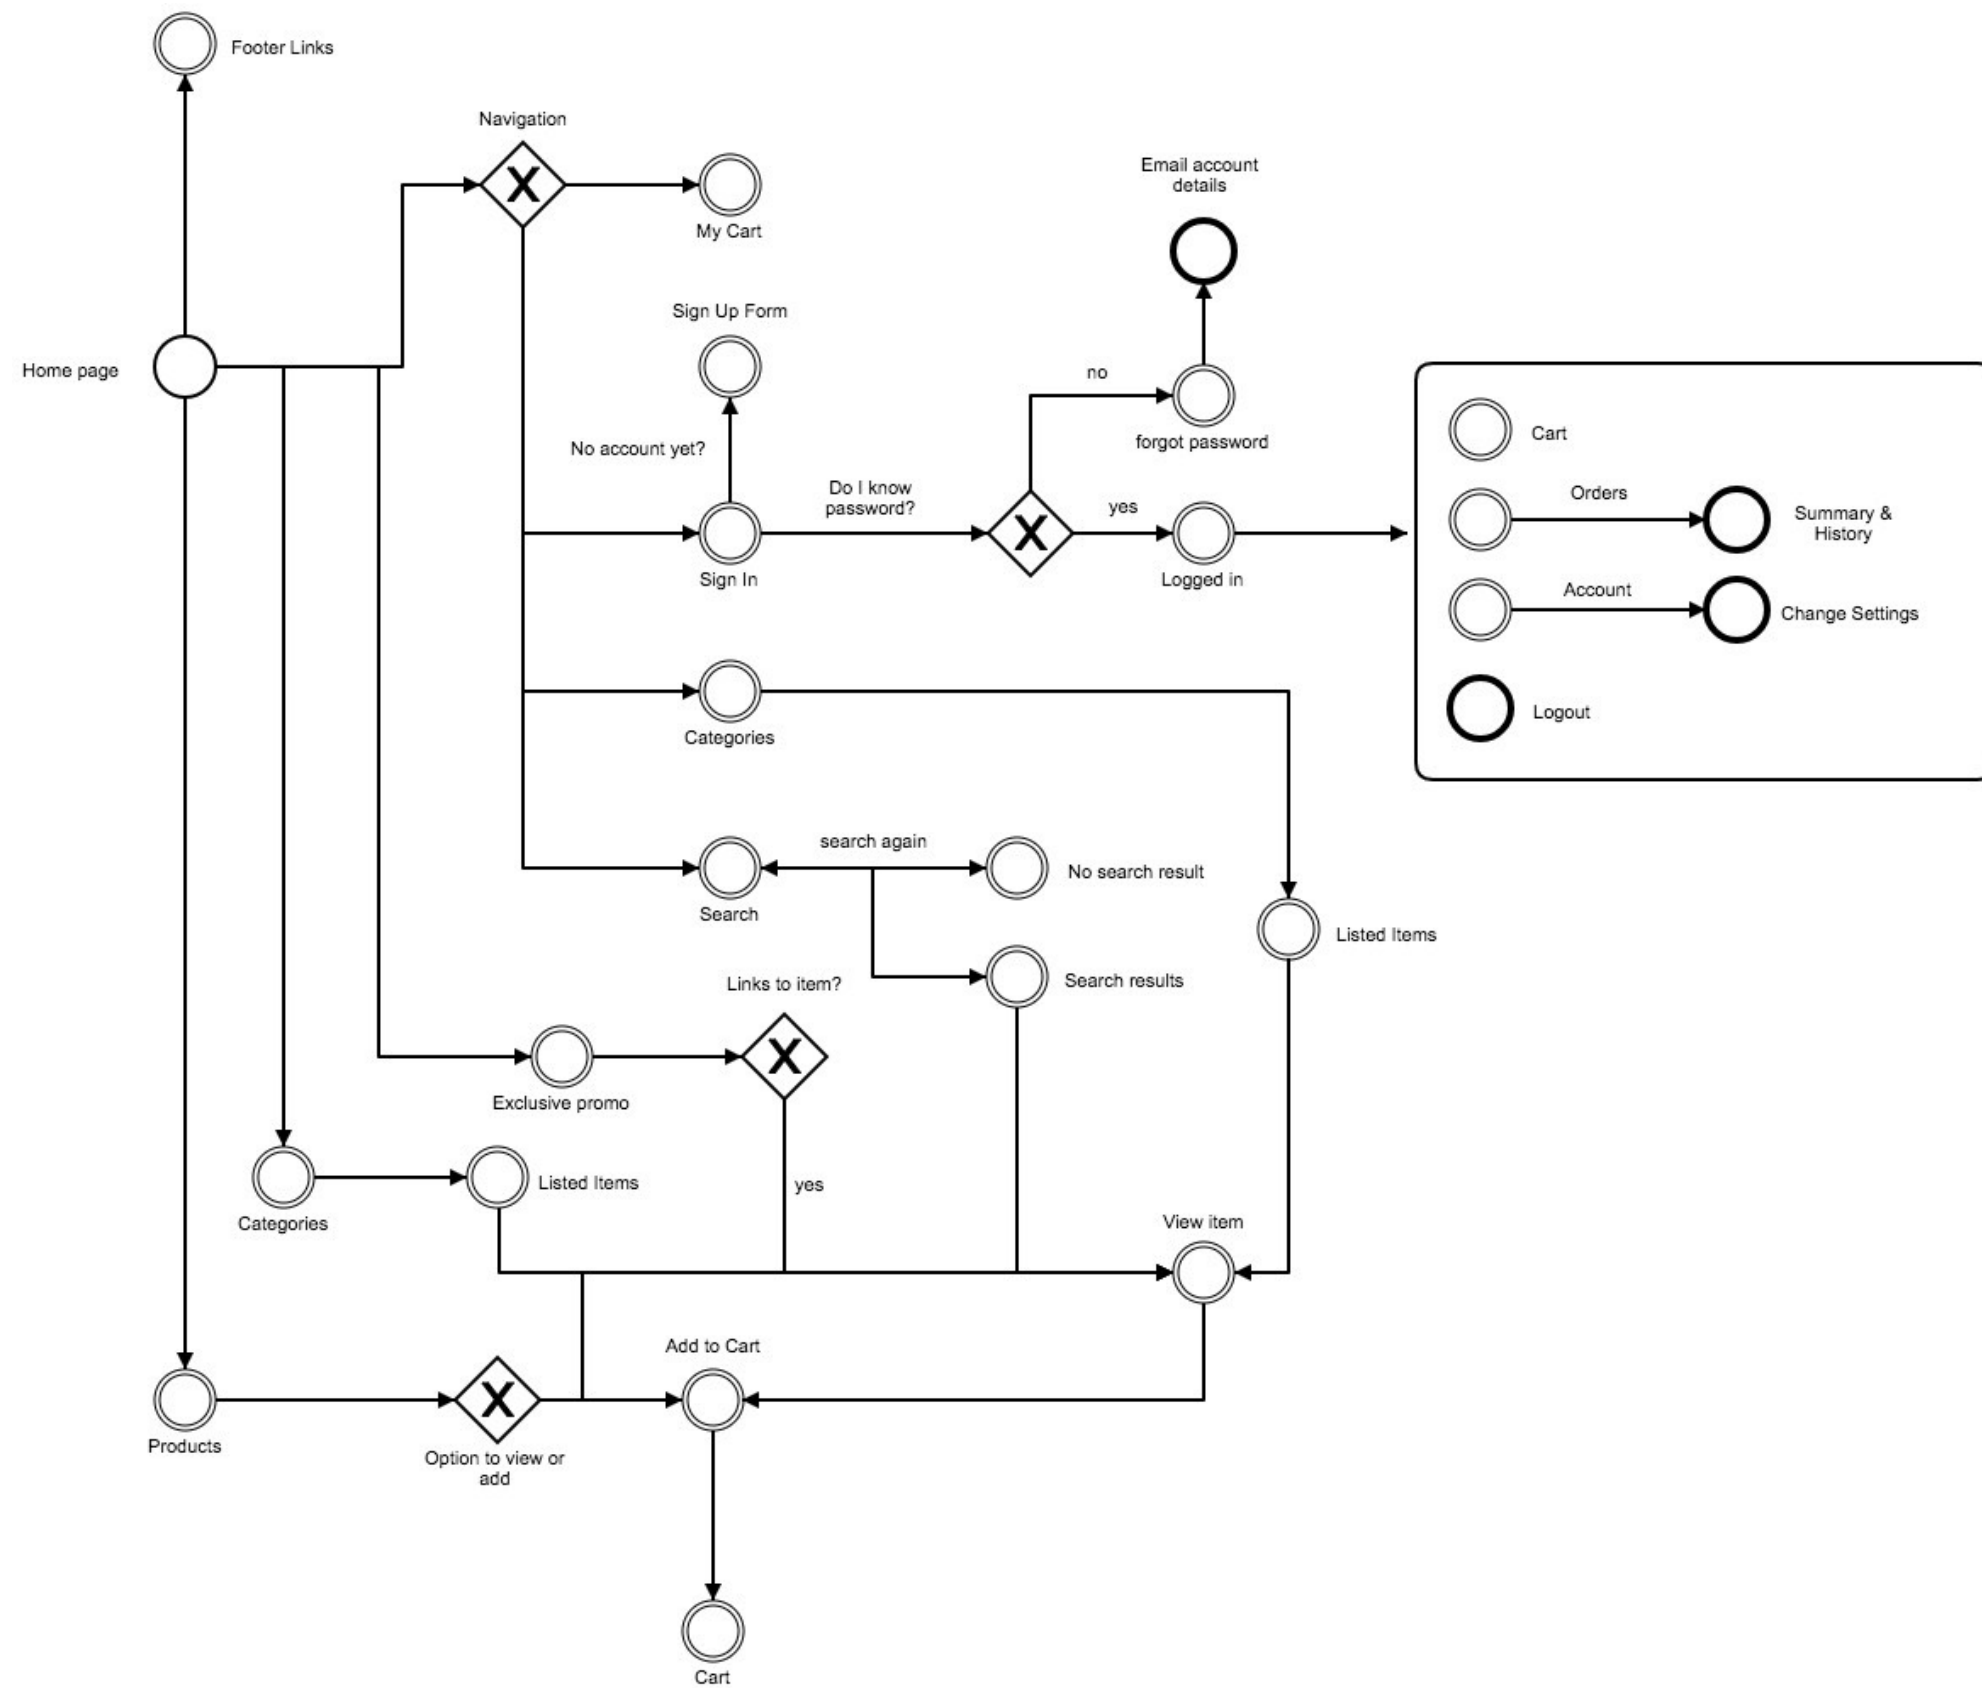 Footer Links
Navigation
My Cart
Email account
details
Sign Up Form
Home page
no
forgot password
No account yet?
Do I know
password?
yes
Sign In
Logged in
Cart
Orders
Summary &
History
Account
Change Settings
Logout
Categories
search again
No search result
Search
Listed Items
Links to item?
Search results
Exclusive promo
Listed Items
yes
Categories
View item
Add to Cart
Products
Option to view or
add
Cart